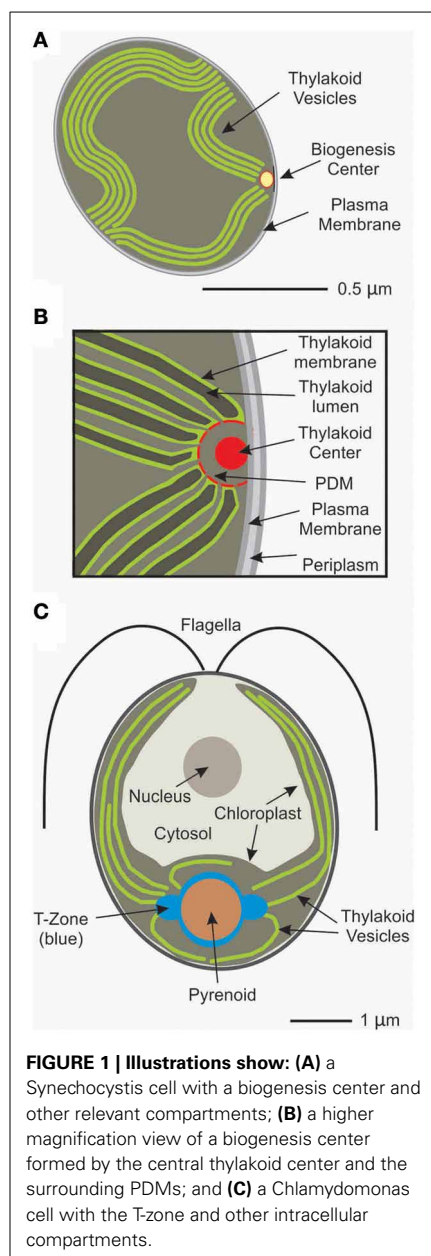 A
Thylakoid
Vesicles
Biogenesis
Center
Plasma
Membrane
0.5 µm
B
Thylakoid
membrane
Thylakoid
lumen
Thylakoid
Center
PDM
Plasma
Membrane
Periplasm
C
Flagella
Nucleus
Chloroplast
Cytosol
T-Zone
(blue)
Thylakoid
Vesicles
Pyrenoid
1 µm
FIGURE 1 | Illustrations show: (A) a
Synechocystis cell with a biogenesis center and
other relevant compartments; (B) a higher
magnification view of a biogenesis center
formed by the central thylakoid center and the
surrounding PDMs; and (C) a Chlamydomonas
cell with the T-zone and other intracellular
compartments.